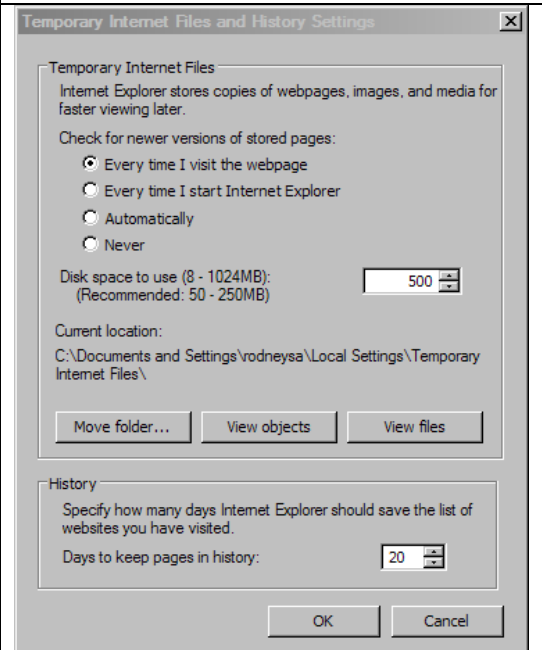 Temporary Internet Files and History Settings
Temporary Internet Files
Internet Explorer stores copies of webpages, images, and media for
faster viewing later.
Check for newer versions of stored pages:
Every time I visit the webpage
Every time I start Internet Explorer
Automatically
Never
Disk space to use (8 - 1024MB): 500
(Recommended: 50 - 250MB)
Current location:
C:\Documents and Settings\rodneysa\Local Settings\Temporary
Internet Files\
Move folder... View objects View files
History
Specify how many days Internet Explorer should save the list of
websites you have visited.
Days to keep pages in history: 20
OK Cancel